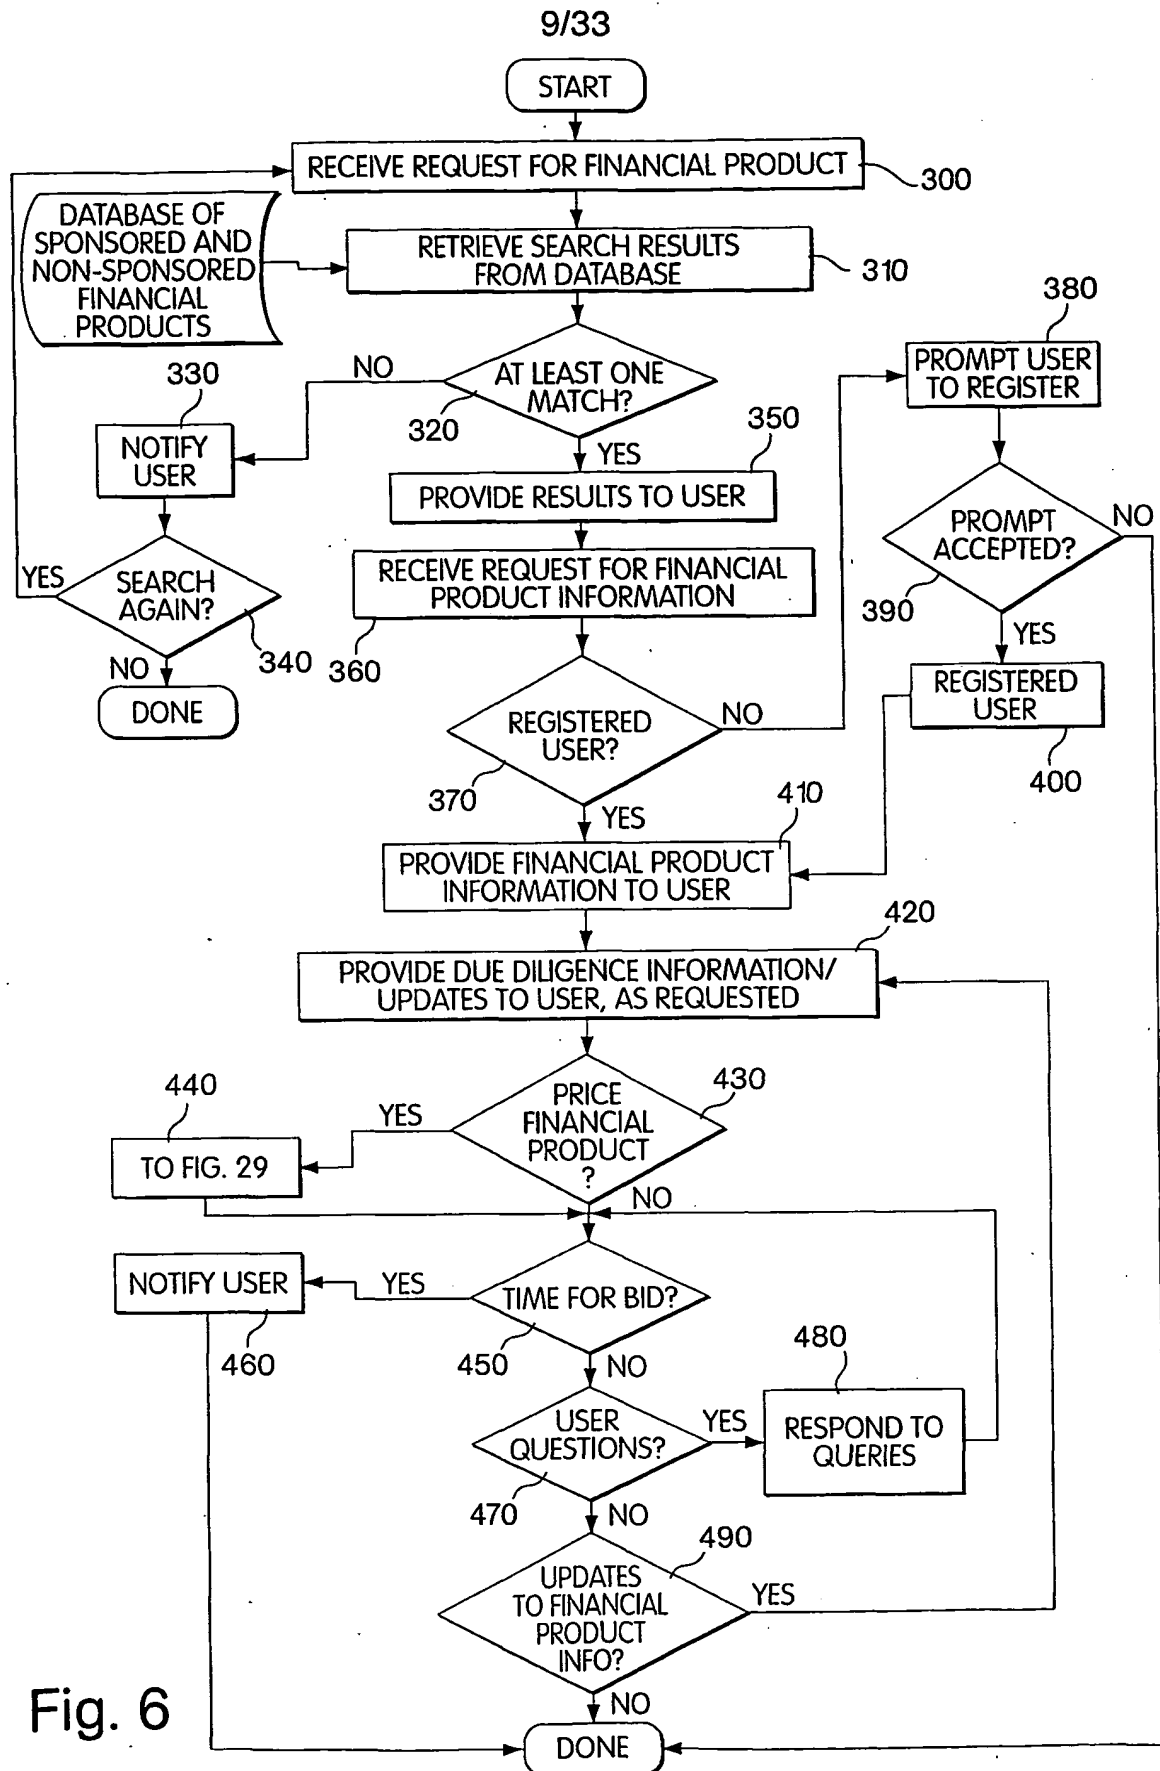 9/33
START
RECEIVE REQUEST FOR FINANCIAL PRODUCT
300
DATABASE OF
SPONSORED AND
NON-SPONSORED
FINANCIAL
PRODUCTS
RETRIEVE SEARCH RESULTS
FROM DATABASE
310
380
PROMPT USER
TO REGISTER
NO
AT LEAST ONE
MATCH?
320
330
NOTIFY
USER
YES
350
PROVIDE RESULTS TO USER
PROMPT
ACCEPTED?
NO
390
YES
SEARCH
AGAIN?
340
NO
DONE
RECEIVE REQUEST FOR FINANCIAL
PRODUCT INFORMATION
360
YES
REGISTERED
USER
400
REGISTERED
USER?
NO
370
YES
410
PROVIDE FINANCIAL PRODUCT
INFORMATION TO USER
420
PROVIDE DUE DILIGENCE INFORMATION/
UPDATES TO USER, AS REQUESTED
PRICE
FINANCIAL
PRODUCT
?
430
YES
440
TO FIG. 29
NO
TIME FOR BID?
450
YES
NOTIFY USER
460
NO
USER
QUESTIONS?
470
YES
480
RESPOND TO
QUERIES
NO
490
UPDATES
TO FINANCIAL
PRODUCT
INFO?
YES
NO
DONE
Fig. 6